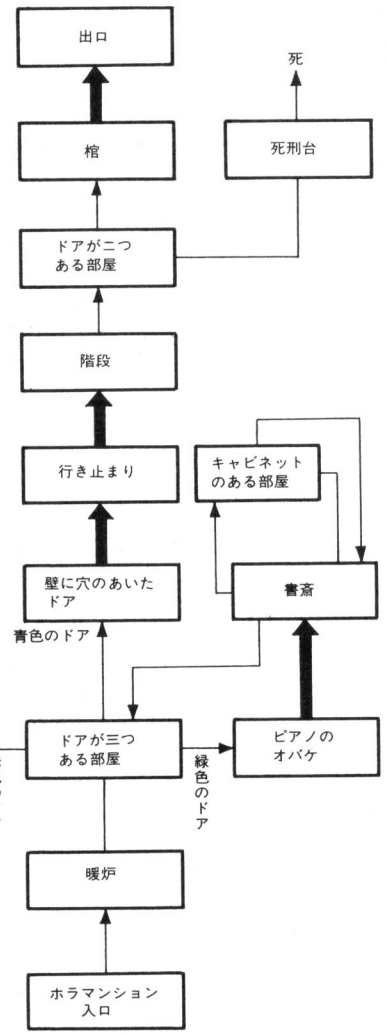 出口
死
棺
死刑台
ドアが二つ
ある部屋
階段
行き止まり
キャビネット
のある部屋
壁に穴のあいた
ドア
書斎
青色のドア
ドアが三つ
ある部屋
緑色のドア
ピアノの
オバケ
暖炉
ホラマンション
入口